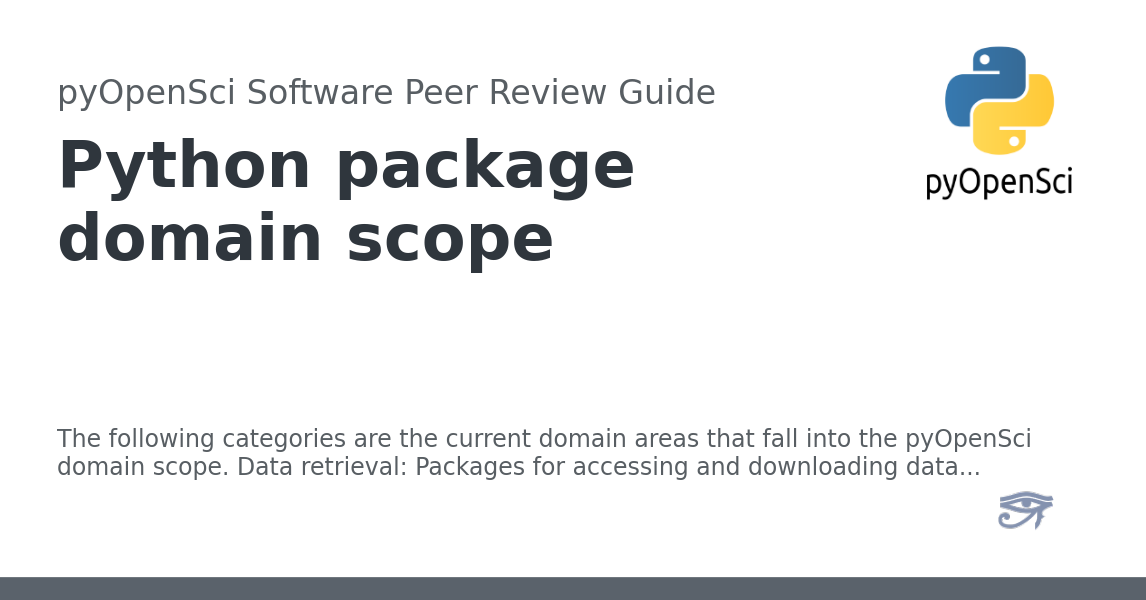 pyOpenSci Software Peer Review Guide
Python package
domain scope
pyOpenSci
The following categories are the current domain areas that fall into the pyOpenSci
domain scope. Data retrieval: Packages for accessing and downloading data...